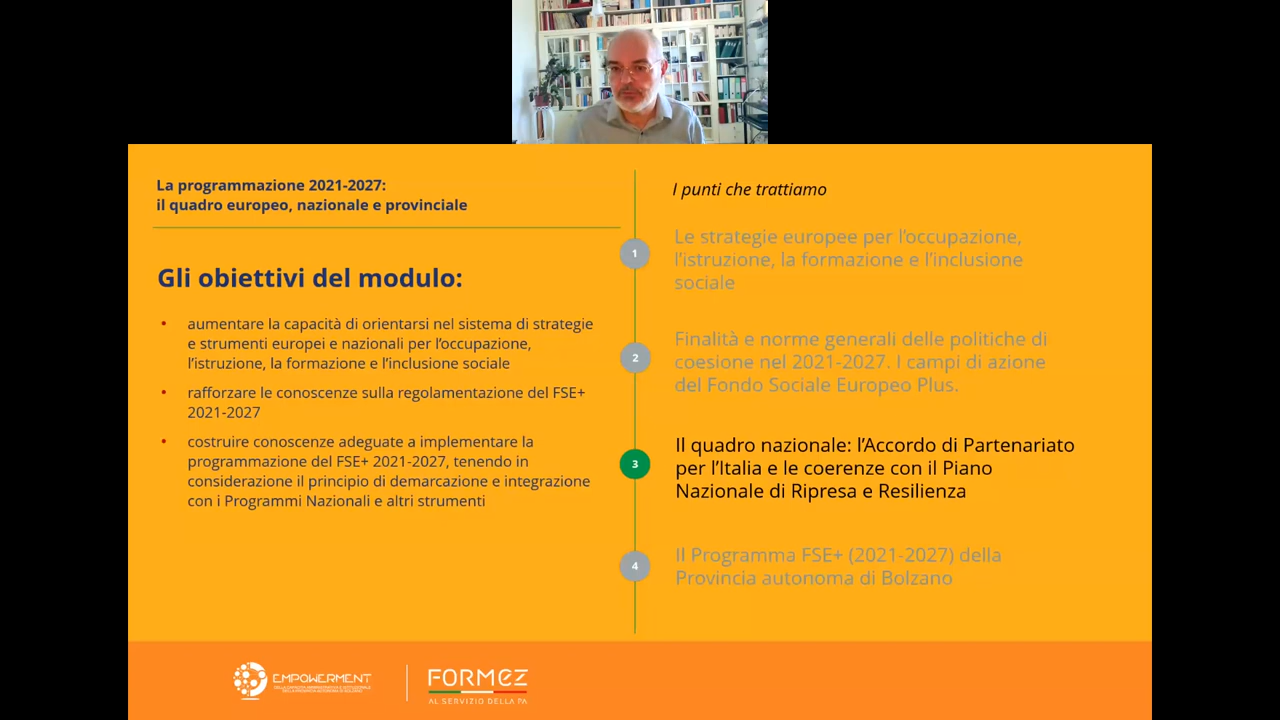 La programmazione 2021-2027:
il quadro europeo, nazionale e provinciale
Gli obiettivi del modulo:
• aumentare la capacità di orientarsi nel sistema di strategie
e strumenti europei e nazionali per l'occupazione,
l'istruzione, la formazione e l'inclusione sociale
• rafforzare le conoscenze sulla regolamentazione del FSE+
2021-2027
• costruire conoscenze adeguate a implementare la
programmazione del FSE+ 2021-2027, tenendo in
considerazione il principio di demarcazione e integrazione
con i Programmi Nazionali e altri strumenti
I punti che trattiamo
1
Le strategie europee per l'occupazione,
l'istruzione, la formazione e l'inclusione
sociale
2
Finalità e norme generali delle politiche di
coesione nel 2021-2027. I campi di azione
del Fondo Sociale Europeo Plus.
3
Il quadro nazionale: l'Accordo di Partenariato
per l'Italia e le coerenze con il Piano
Nazionale di Ripresa e Resilienza
4
Il Programma FSE+ (2021-2027) della
Provincia autonoma di Bolzano
EMPOWERMENT
FORMEZ
AL SERVIZIO DELLA PA